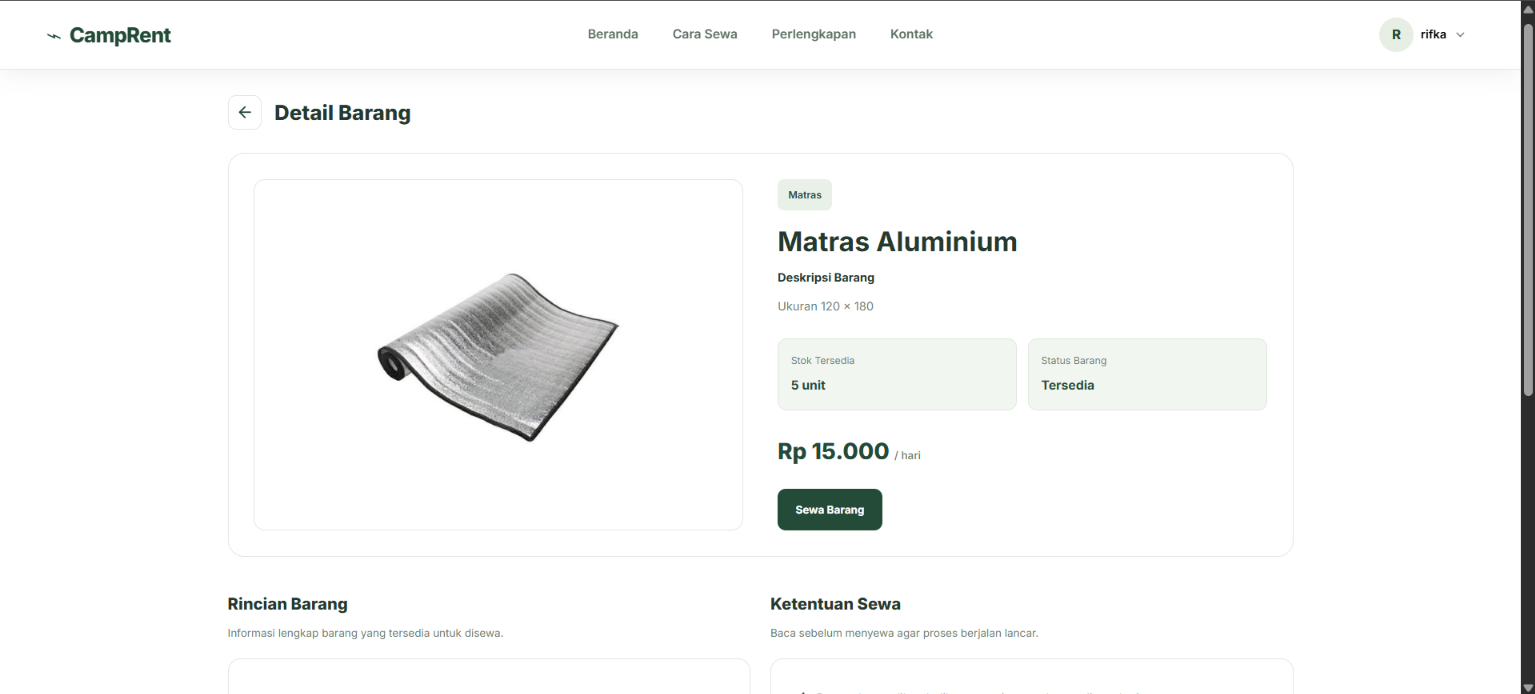 CampRent
Beranda
Cara Sewa
Perlengkapan
Kontak
R
rifka
Detail Barang
Matras
Matras Aluminium
Deskripsi Barang
Ukuran 120 × 180
Stok Tersedia
5 unit
Status Barang
Tersedia
Rp 15.000 / hari
Sewa Barang
Rincian Barang
Informasi lengkap barang yang tersedia untuk disewa.
Ketentuan Sewa
Baca sebelum menyewa agar proses berjalan lancar.